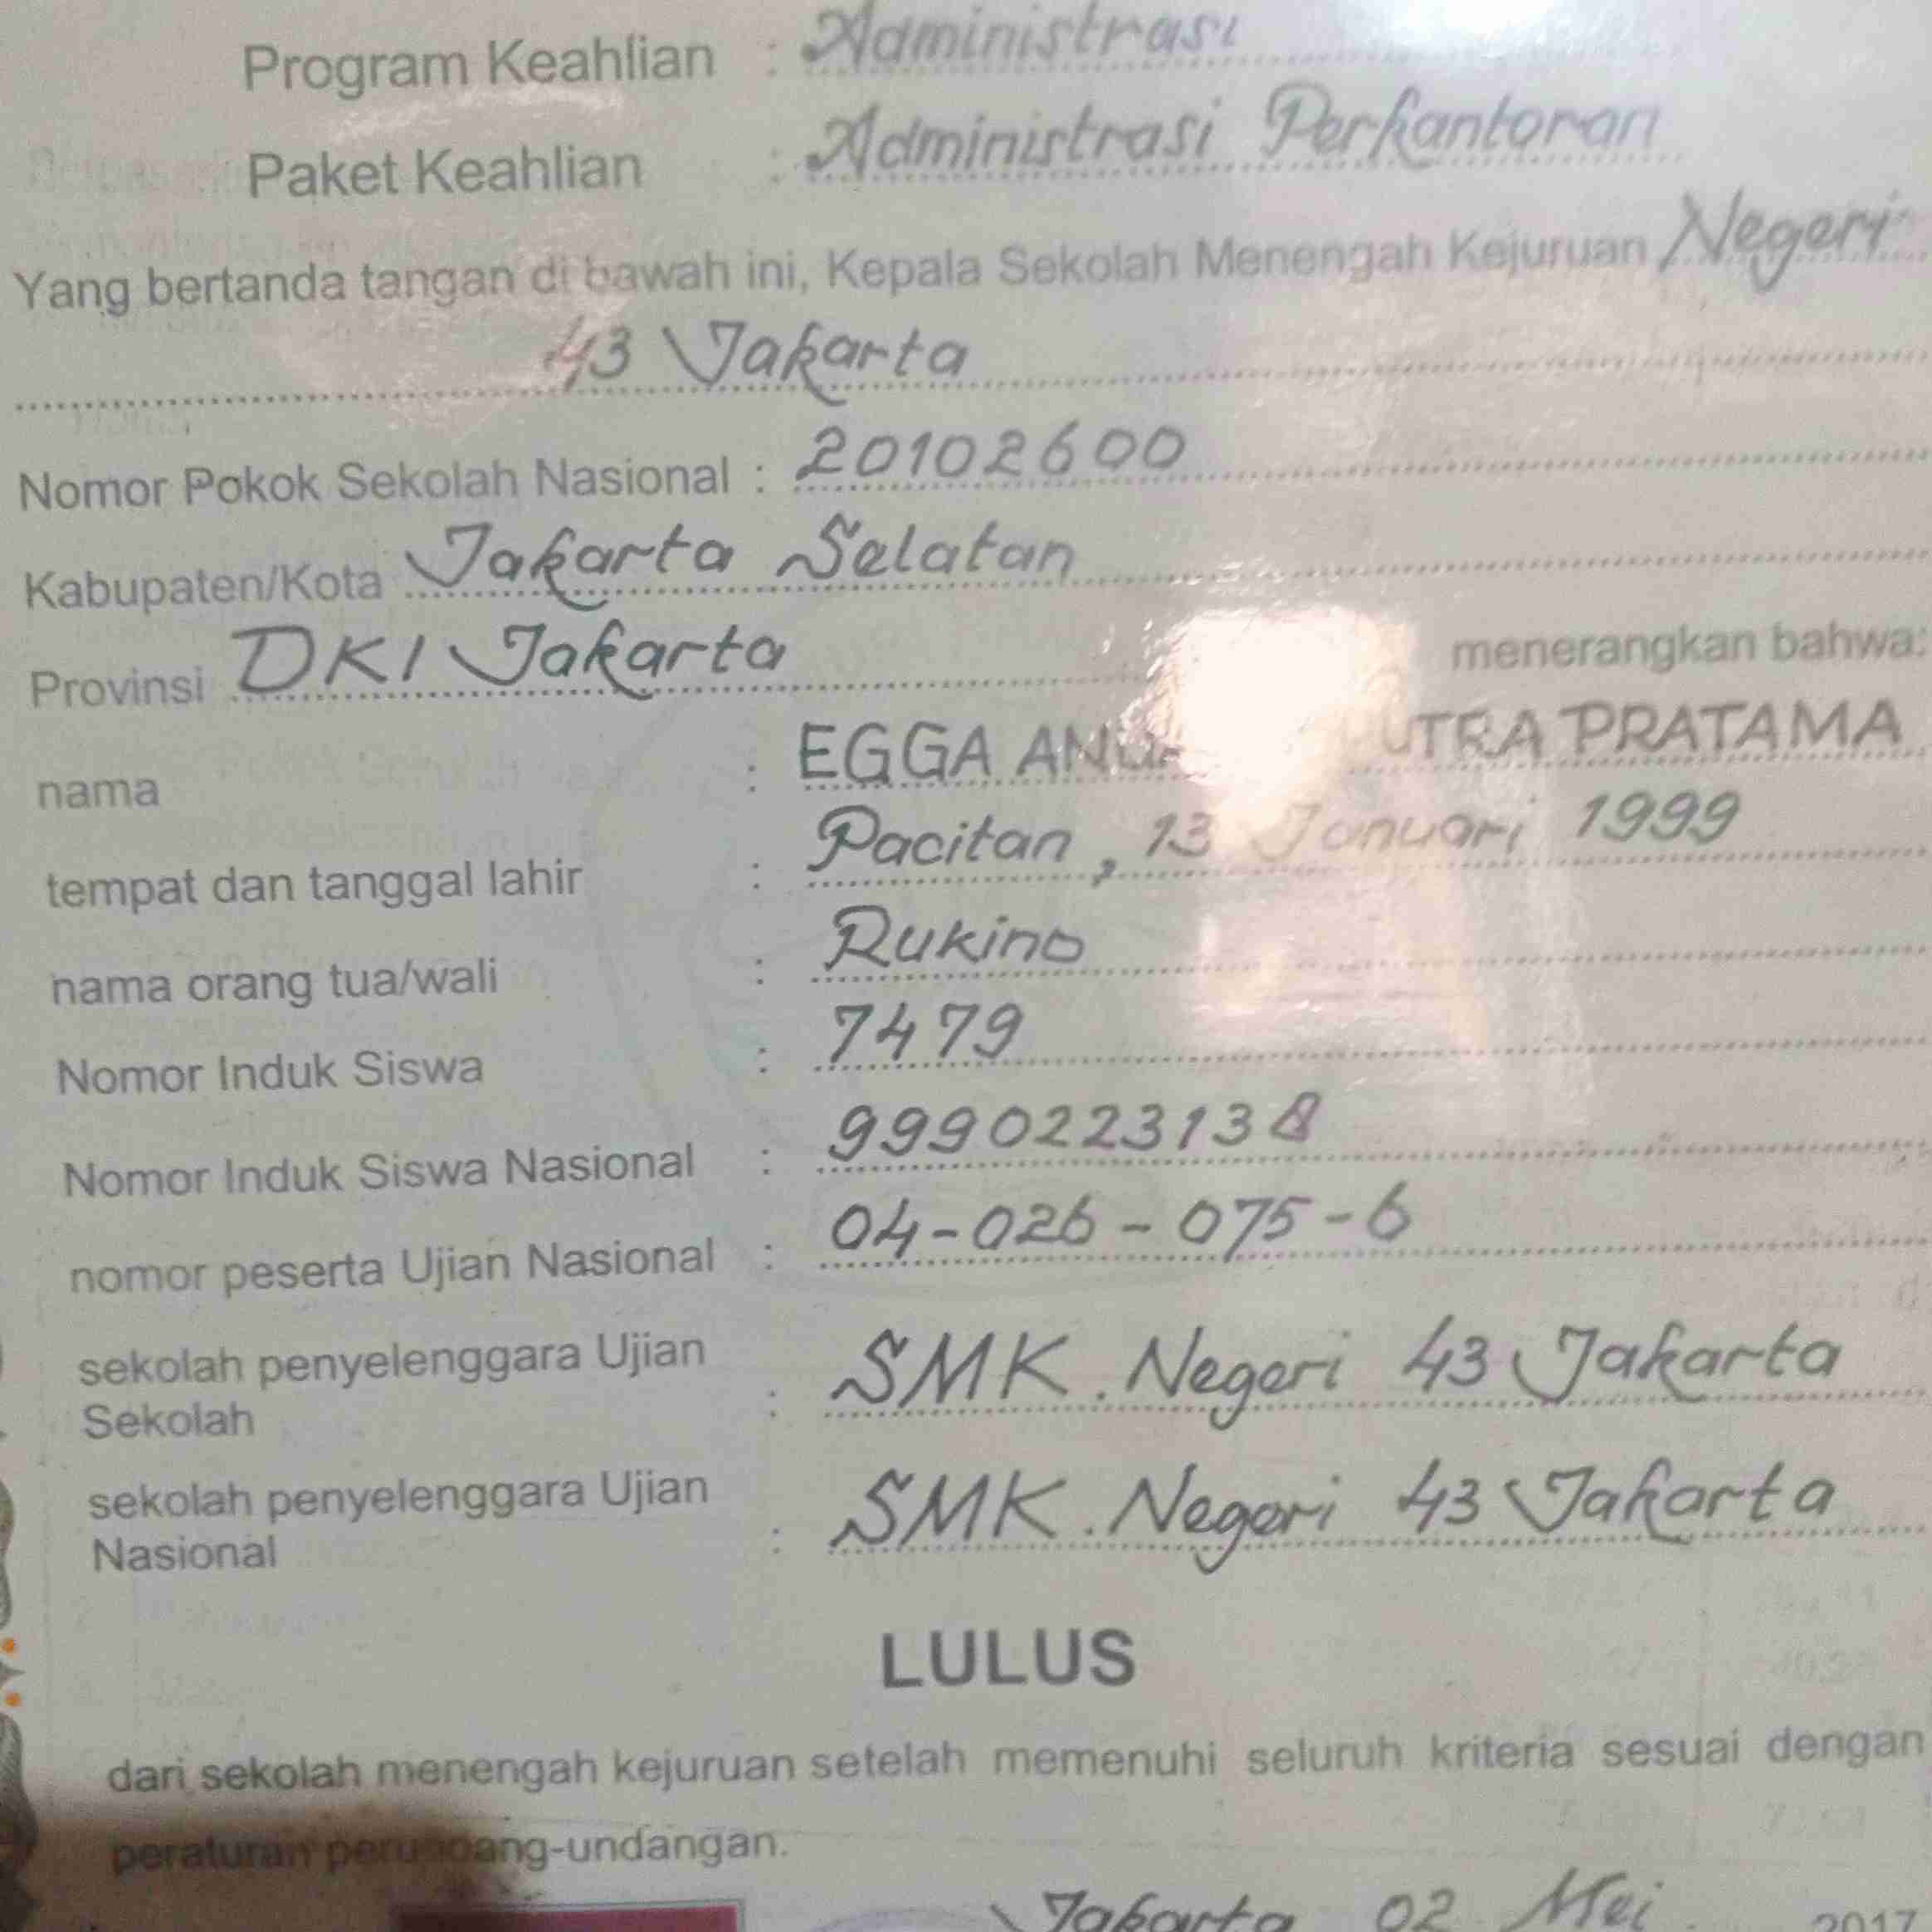 Program Keahlian : Administrasi
Paket Keahlian : Administrasi Perkantoran
Yang bertanda tangan di bawah ini, Kepala Sekolah Menengah Kejuruan Negeri
43 Jakarta
Nomor Pokok Sekolah Nasional : 20102600
Kabupaten/Kota Jakarta Selatan
Provinsi DKI Jakarta menerangkan bahwa:
nama : EGGA PRATAMA
tempat dan tanggal lahir : Pacitan, 13 Januari 1999
nama orang tua/wali : Rukino
Nomor Induk Siswa : 7479
Nomor Induk Siswa Nasional : 9990223138
nomor peserta Ujian Nasional : 04-026-075-6
sekolah penyelenggara Ujian
Sekolah : SMK. Negeri 43 Jakarta
sekolah penyelenggara Ujian
Nasional : SMK. Negeri 43 Jakarta
LULUS
dari sekolah menengah kejuruan setelah memenuhi seluruh kriteria sesuai dengan
peraturan perundang-undangan.
Jakarta 02 Mei 2017